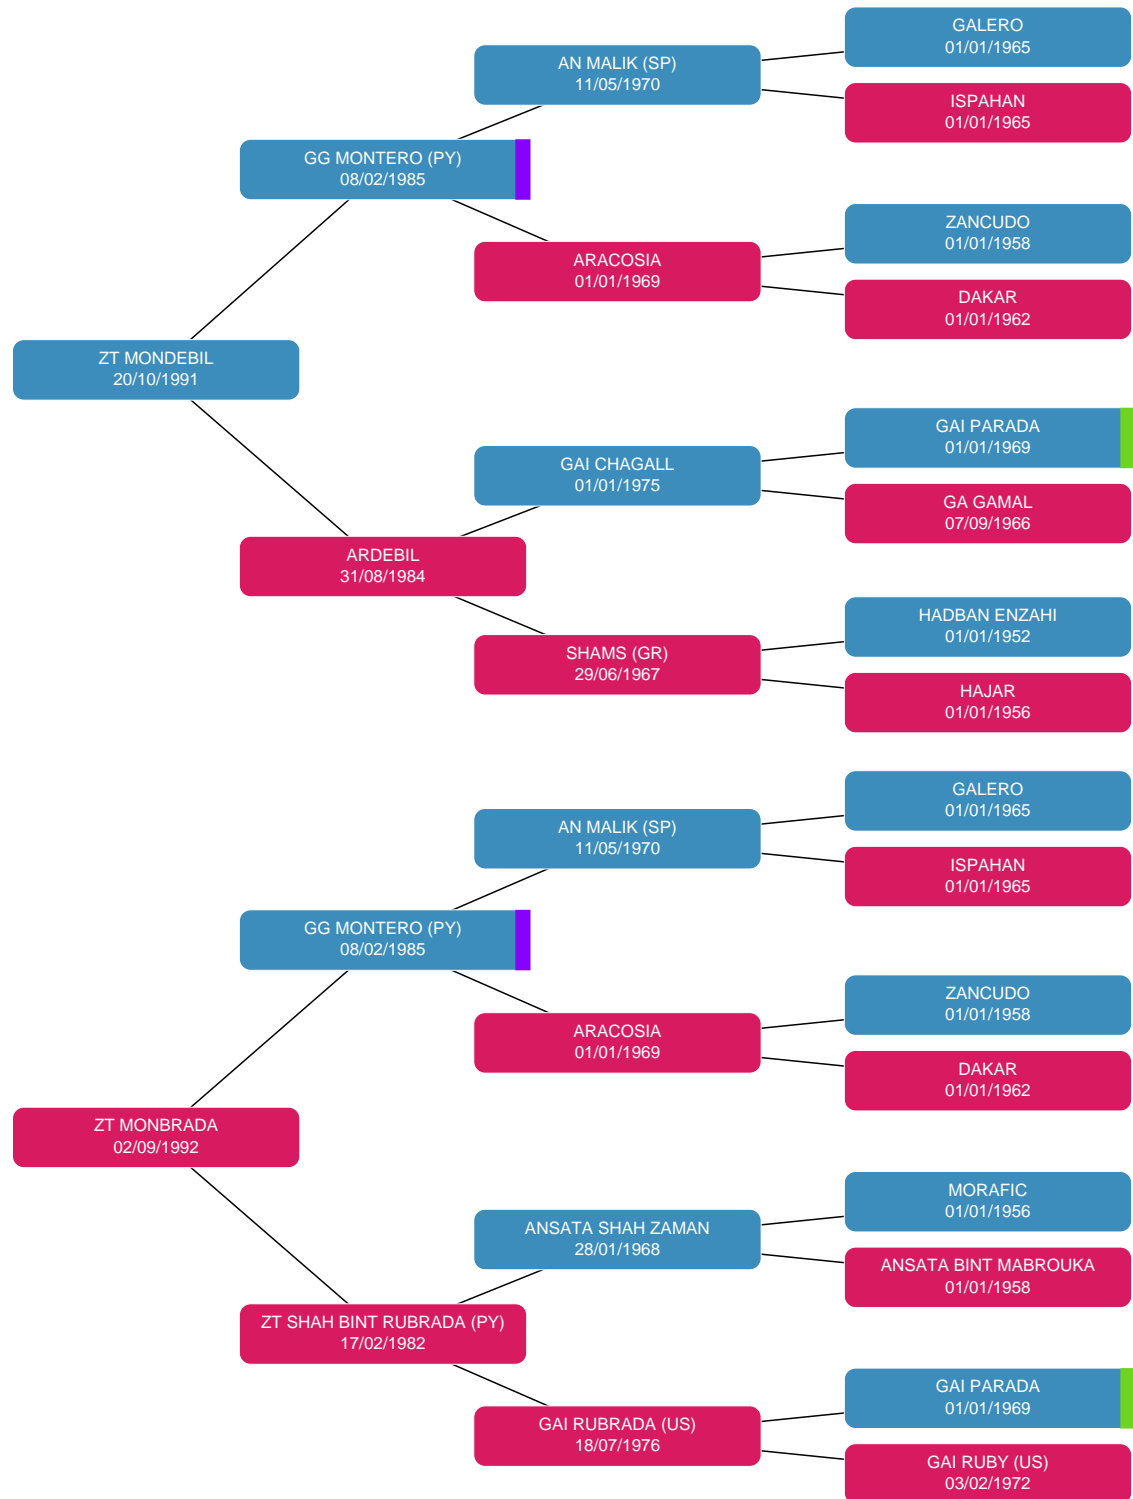 GALERO
01/01/1965
AN MALIK (SP)
11/05/1970
ISPAHAN
01/01/1965
GG MONTERO (PY)
08/02/1985
ZANCUDO
01/01/1958
ARACOSIA
01/01/1969
DAKAR
01/01/1962
ZT MONDEBIL
20/10/1991
GAI PARADA
01/01/1969
GAI CHAGALL
01/01/1975
GA GAMAL
07/09/1966
ARDEBIL
31/08/1984
HADBAN ENZAHI
01/01/1952
SHAMS (GR)
29/06/1967
HAJAR
01/01/1956
GALERO
01/01/1965
AN MALIK (SP)
11/05/1970
ISPAHAN
01/01/1965
GG MONTERO (PY)
08/02/1985
ZANCUDO
01/01/1958
ARACOSIA
01/01/1969
DAKAR
01/01/1962
ZT MONBRADA
02/09/1992
MORAFIC
01/01/1956
ANSATA SHAH ZAMAN
28/01/1968
ANSATA BINT MABROUKA
01/01/1958
ZT SHAH BINT RUBRADA (PY)
17/02/1982
GAI PARADA
01/01/1969
GAI RUBRADA (US)
18/07/1976
GAI RUBY (US)
03/02/1972